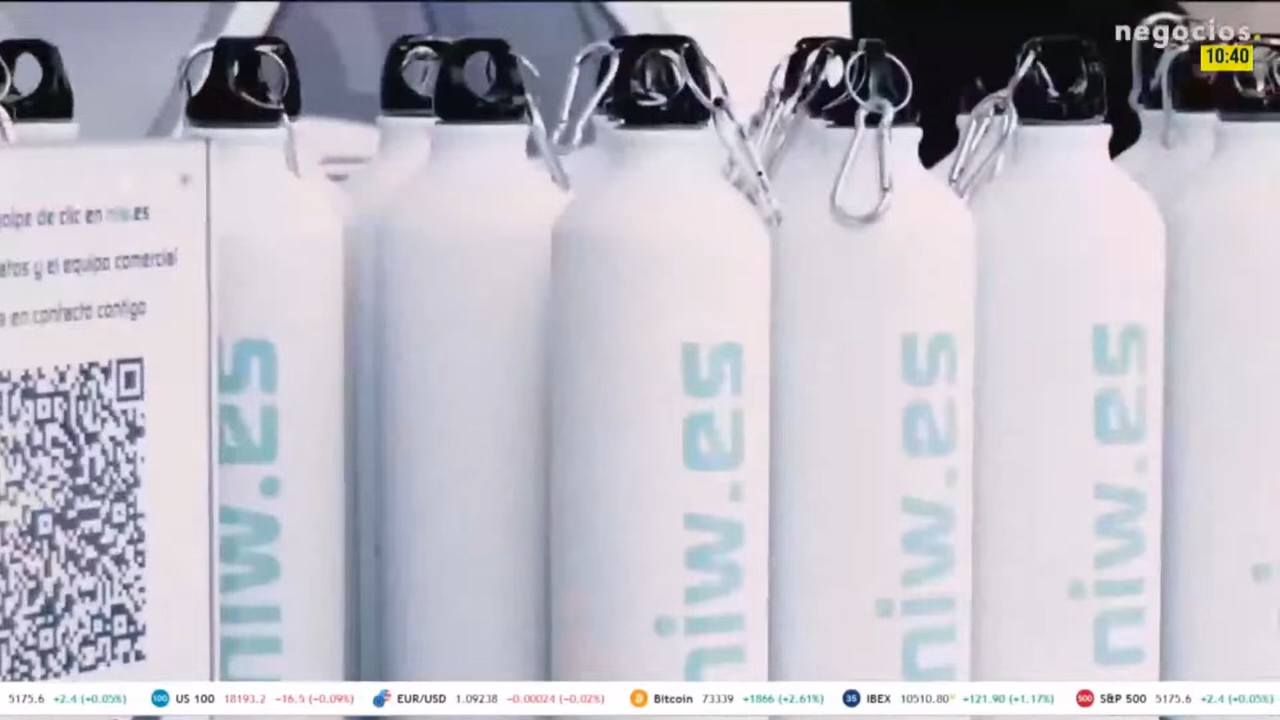 negocios.
10:40
olpe de clic en niw.es
atos y el equipo comercial
a en contacto contigo
niw.es
niw.es
niw.es
niw.es
5175.6 +2.4 (+0.05%) 100 US 100 18193.2 -16.5 (-0.09%) EUR/USD 1.09238 -0.00024 (-0.02%) Bitcoin 73339 +1866 (+2.61%) 35 IBEX 10510.80 +121.90 (+1.17%) 500 S&P 500 5175.6 +2.4 (+0.05%)